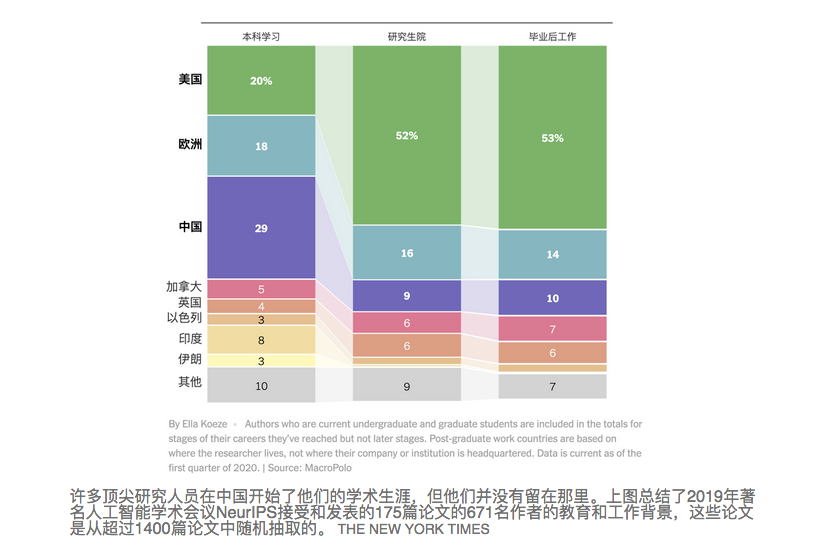 本科学习 研究生院 毕业后工作
美国 20% 52% 53%
欧洲 18 16 14
中国 29 9 10
加拿大 5 6 7
英国 4 6 6
以色列 3
印度 8
伊朗 3
其他 10 9 7
By Ella Koeze • Authors who are current undergraduate and graduate students are included in the totals for
stages of their careers they've reached but not later stages. Post-graduate work countries are based on
where the researcher lives, not where their company or institution is headquartered. Data is current as of the
first quarter of 2020. | Source: MacroPolo
许多顶尖研究人员在中国开始了他们的学术生涯，但他们并没有留在那里。上图总结了2019年著
名人工智能学术会议NeurIPS接受和发表的175篇论文的671名作者的教育和工作背景，这些论文
是从超过1400篇论文中随机抽取的。 THE NEW YORK TIMES